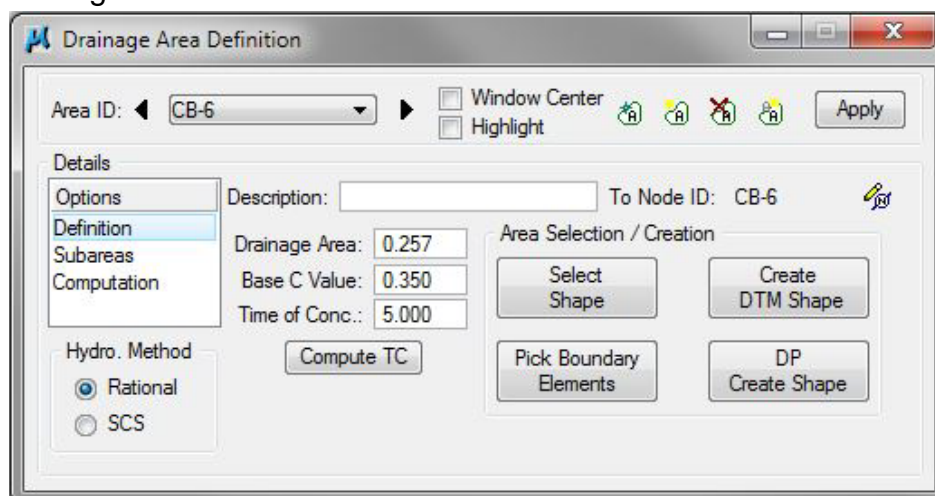 Drainage Area Definition
Area ID: CB-6 Window Center Apply
Highlight
Details
Options
Definition
Subareas
Computation
Description: To Node ID: CB-6
Drainage Area: 0.257
Base C Value: 0.350
Time of Conc.: 5.000
Compute TC
Area Selection / Creation
Select
Shape
Create
DTM Shape
Pick Boundary
Elements
DP
Create Shape
Hydro. Method
Rational
SCS